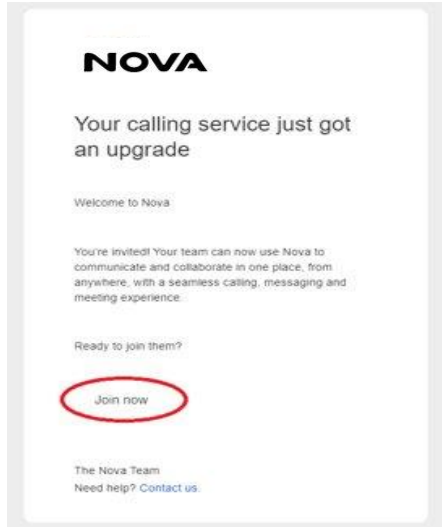 NOVA
Your calling service just got
an upgrade
Welcome to Nova
You're invited! Your team can now use Nova to
communicate and collaborate in one place, from
anywhere, with a seamless calling, messaging and
meeting experience.
Ready to join them?
Join now
The Nova Team
Need help? Contact us.